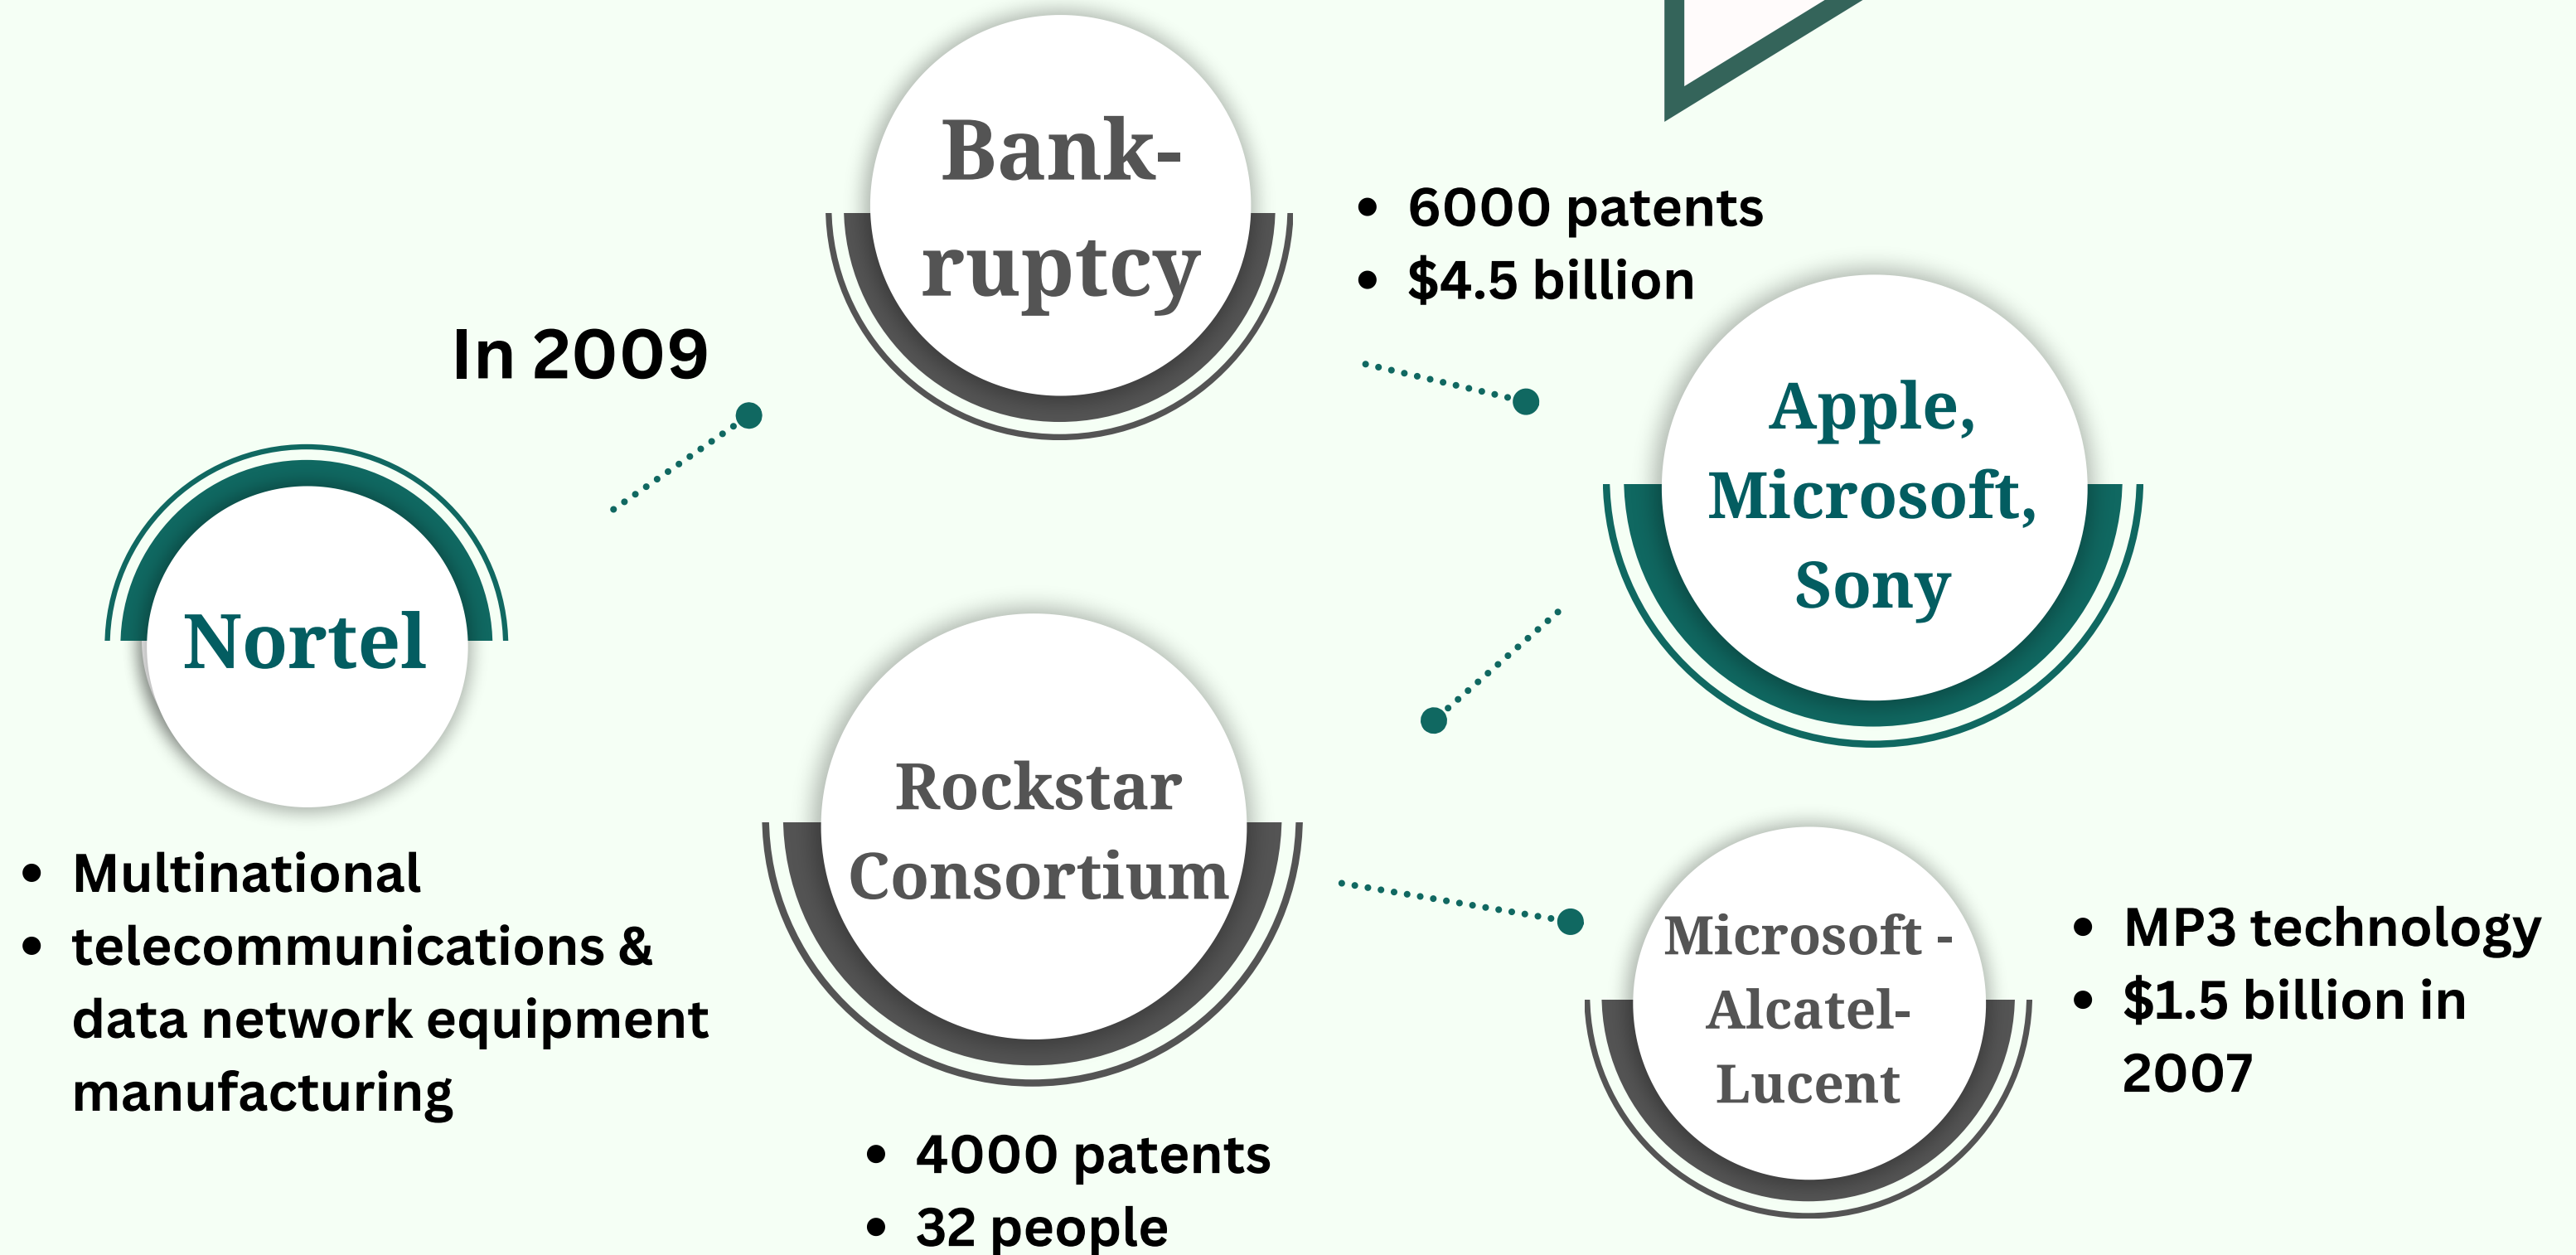 Bank-
ruptcy
• 6000 patents
• $4.5 billion
In 2009
Apple,
Microsoft,
Sony
Nortel
• Multinational
• telecommunications &
data network equipment
manufacturing
Rockstar
Consortium
• 4000 patents
• 32 people
Microsoft -
Alcatel-
Lucent
• MP3 technology
• $1.5 billion in
2007